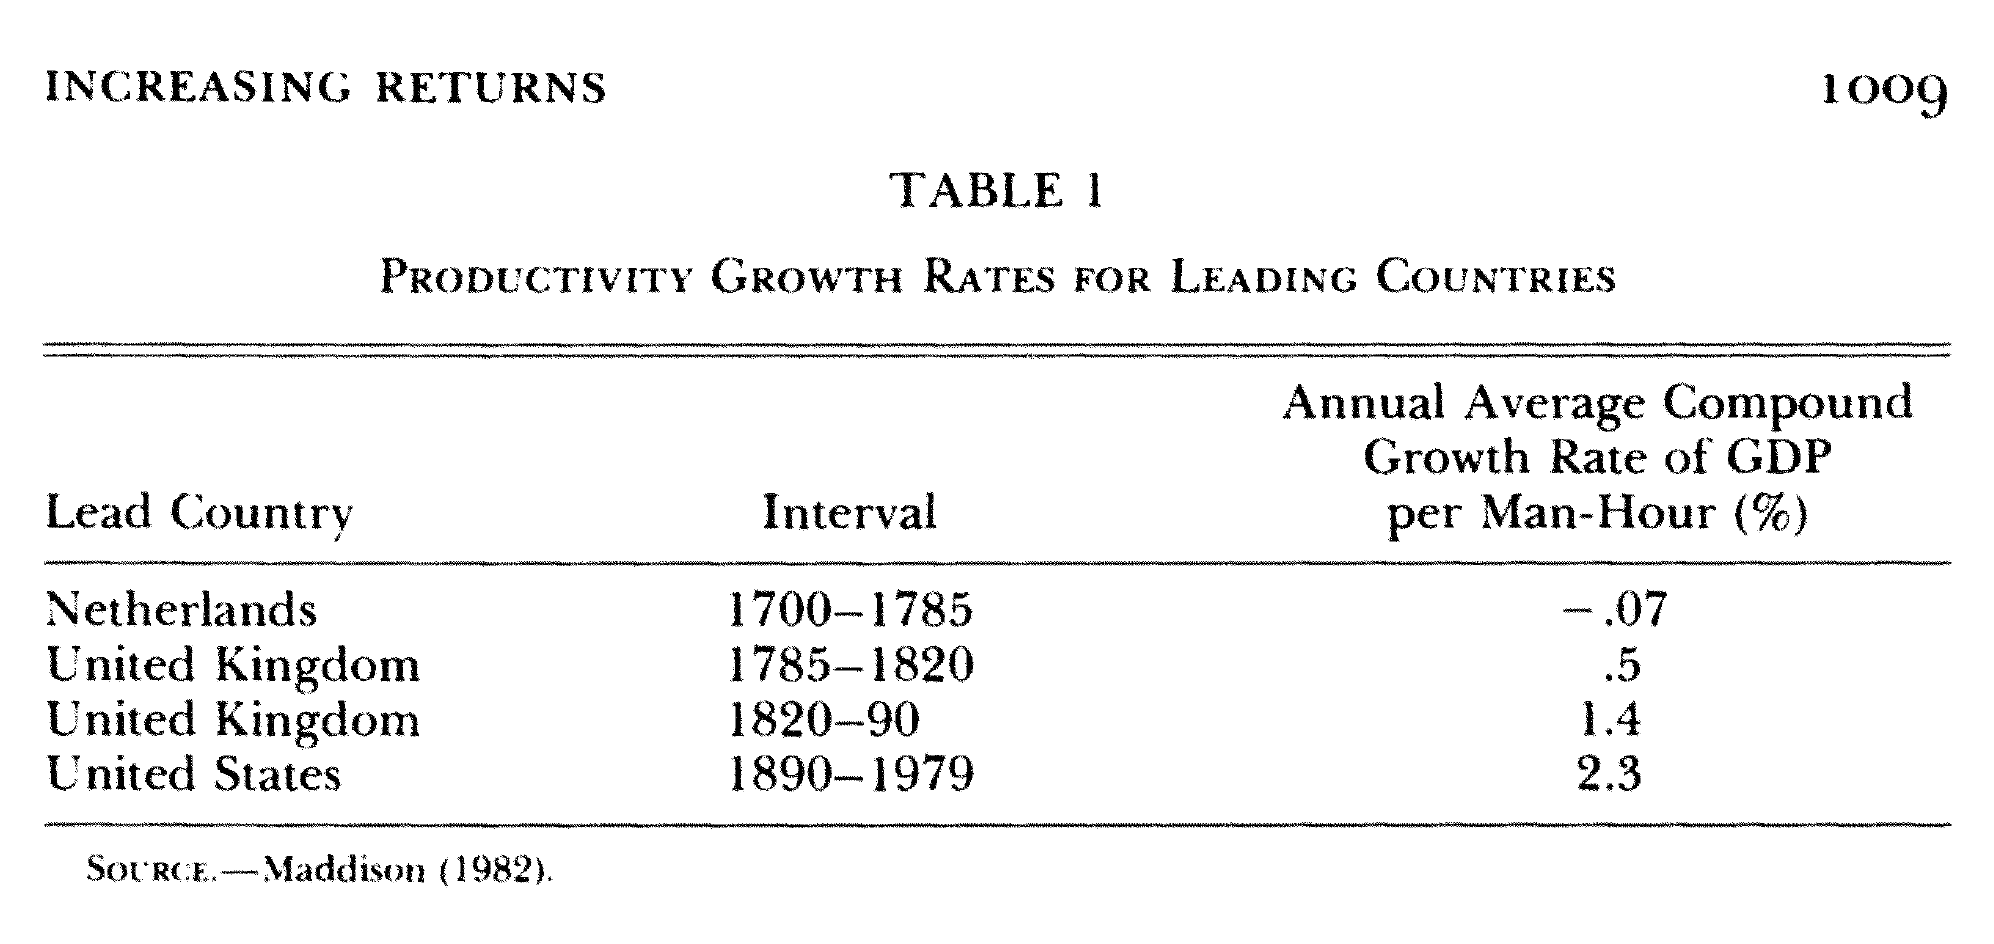 INCREASING RETURNS 1009
TABLE 1
PRODUCTIVITY GROWTH RATES FOR LEADING COUNTRIES
Annual Average Compound
Growth Rate of GDP
Lead Country Interval per Man-Hour (%)
Netherlands 1700–1785 −.07
United Kingdom 1785–1820 .5
United Kingdom 1820–90 1.4
United States 1890–1979 2.3
SOURCE.—Maddison (1982).